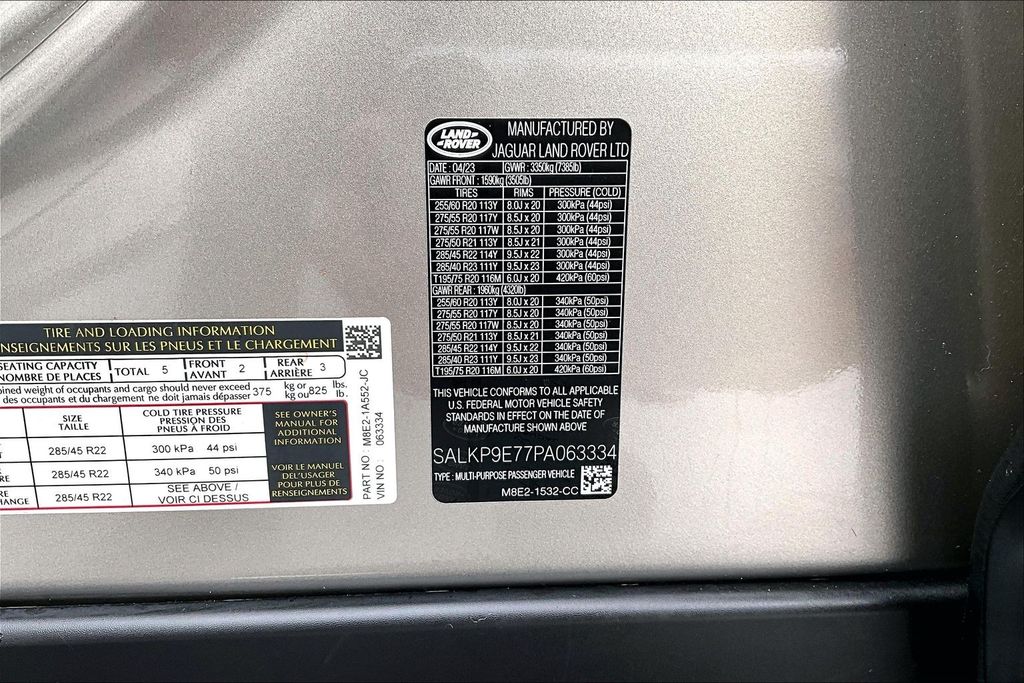 LAND-
-ROVER
MANUFACTURED BY
JAGUAR LAND ROVER LTD
DATE : 04/23 GVWR : 3350kg (7385lb)
GAWR FRONT : 1590kg (3505lb)
TIRES RIMS PRESSURE (COLD)
255/60 R20 113Y 8.0J x 20 300kPa (44psi)
275/55 R20 117Y 8.5J x 20 300kPa (44psi)
275/55 R20 117W 8.5J x 20 300kPa (44psi)
275/50 R21 113Y 8.5J x 21 300kPa (44psi)
285/45 R22 114Y 9.5J x 22 300kPa (44psi)
285/40 R23 111Y 9.5J x 23 300kPa (44psi)
T195/75 R20 116M 6.0J x 20 420kPa (60psi)
GAWR REAR : 1960kg (4320lb)
255/60 R20 113Y 8.0J x 20 340kPa (50psi)
275/55 R20 117Y 8.5J x 20 340kPa (50psi)
275/55 R20 117W 8.5J x 20 340kPa (50psi)
275/50 R21 113Y 8.5J x 21 340kPa (50psi)
285/45 R22 114Y 9.5J x 22 340kPa (50psi)
285/40 R23 111Y 9.5J x 23 340kPa (50psi)
T195/75 R20 116M 6.0J x 20 420kPa (60psi)
THIS VEHICLE CONFORMS TO ALL APPLICABLE
U.S. FEDERAL MOTOR VEHICLE SAFETY
STANDARDS IN EFFECT ON THE DATE OF
MANUFACTURE SHOWN ABOVE
SALKP9E77PA063334
TYPE : MULTI-PURPOSE PASSENGER VEHICLE
M8E2-1532-CC
TIRE AND LOADING INFORMATION
NSEIGNEMENTS SUR LES PNEUS ET LE CHARGEMENT
SEATING CAPACITY TOTAL 5 FRONT 2 REAR 3
NOMBRE DE PLACES AVANT ARRIÈRE
ined weight of occupants and cargo should never exceed 375 kg or 825 lbs.
des occupants et du chargement ne doit jamais dépasser kg ou lb.
SIZE
TAILLE
COLD TIRE PRESSURE
PRESSION DES
PNEUS À FROID
285/45 R22 300 kPa 44 psi
RE 285/45 R22 340 kPa 50 psi
RE
CHANGE 285/45 R22 SEE ABOVE /
VOIR CI DESSUS
SEE OWNER'S
MANUAL FOR
ADDITIONAL
INFORMATION
VOIR LE MANUEL
DEL'USAGER
POUR PLUS DE
RENSEIGNEMENTS
PART NO : M8E2-1A552-JC
VIN NO : 063334